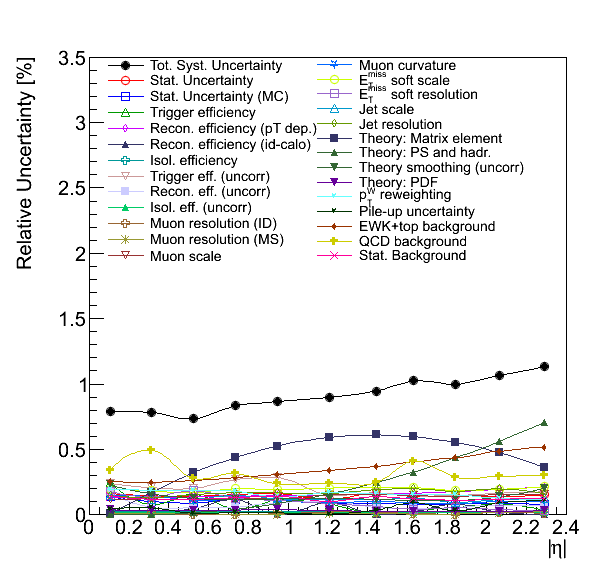 Relative Uncertainty [%]
3.5
3
2.5
2
1.5
1
0.5
0
Tot. Syst. Uncertainty
Stat. Uncertainty
Stat. Uncertainty (MC)
Trigger efficiency
Recon. efficiency (pT dep.)
Recon. efficiency (id-calo)
Isol. efficiency
Trigger eff. (uncorr)
Recon. eff. (uncorr)
Isol. eff. (uncorr)
Muon resolution (ID)
Muon resolution (MS)
Muon scale
Muon curvature
E_T^miss soft scale
E_T^miss soft resolution
Jet scale
Jet resolution
Theory: Matrix element
Theory: PS and hadr.
Theory smoothing (uncorr)
Theory: PDF
p_T^W reweighting
Pile-up uncertainty
EWK+top background
QCD background
Stat. Background
0 0.2 0.4 0.6 0.8 1 1.2 1.4 1.6 1.8 2 2.2 2.4
|η|